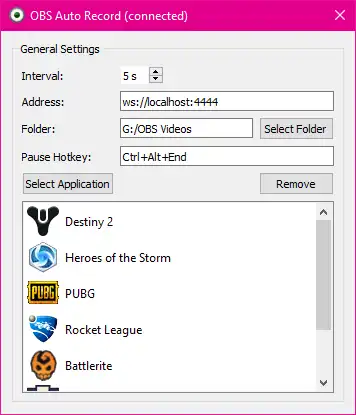 OBS Auto Record (connected)
General Settings
Interval: 5 s
Address: ws://localhost:4444
Folder: G:/OBS Videos Select Folder
Pause Hotkey: Ctrl+Alt+End
Select Application Remove
Destiny 2
Heroes of the Storm
PUBG PUBG
Rocket League
Battlerite